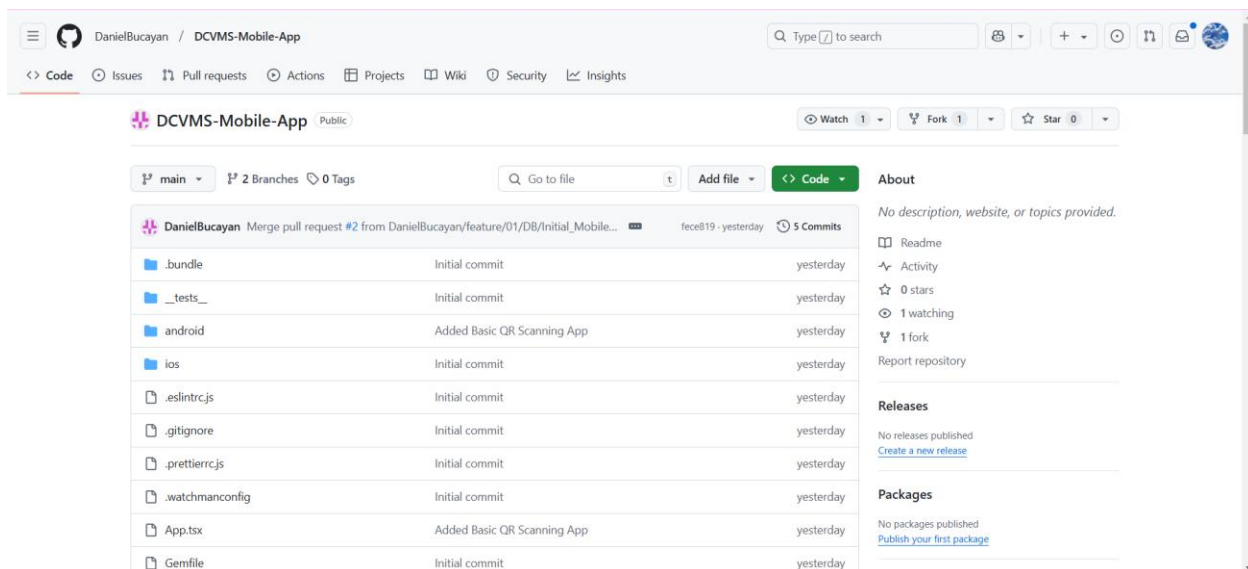 DanielBucayan / DCVMS-Mobile-App
Type / to search
Code Issues Pull requests Actions Projects Wiki Security Insights
DCVMS-Mobile-App Public
Watch 1 Fork 1 Star 0
main 2 Branches 0 Tags
Go to file t Add file Code
DanielBucayan Merge pull request #2 from DanielBucayan/feature/01/DB/Initial_Mobile... fece819 · yesterday 5 Commits
.bundle Initial commit yesterday
__tests__ Initial commit yesterday
android Added Basic QR Scanning App yesterday
ios Initial commit yesterday
.eslintrc.js Initial commit yesterday
.gitignore Initial commit yesterday
.prettierrc.js Initial commit yesterday
.watchmanconfig Initial commit yesterday
App.tsx Added Basic QR Scanning App yesterday
Gemfile Initial commit yesterday
About
No description, website, or topics provided.
Readme
Activity
0 stars
1 watching
1 fork
Report repository
Releases
No releases published
Create a new release
Packages
No packages published
Publish your first package